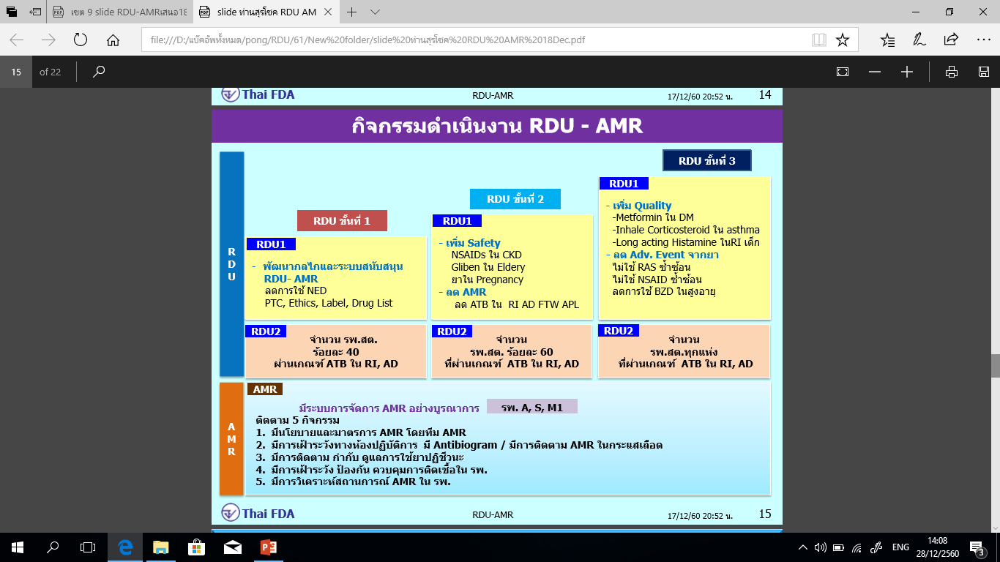 เขต 9 slide RDU-AMRเสนอ18
slide ท่านสุรโชค RDU AM
file:///D:/แบ๊คอัพทั้งหมด/pong/RDU/61/New%20folder/slide%20ท่านสุรโชค%20RDU%20AMR%2018Dec.pdf
15 of 22
Thai FDA RDU-AMR 17/12/60 20:52 น. 14
กิจกรรมดำเนินงาน RDU - AMR
RDU
RDU ขั้นที่ 1
RDU1
- พัฒนากลไกและระบบสนับสนุน
RDU- AMR
ลดการใช้ NED
PTC, Ethics, Label, Drug List
RDU2
จำนวน รพ.สต.
ร้อยละ 40
ผ่านเกณฑ์ ATB ใน RI, AD
RDU ขั้นที่ 2
RDU1
- เพิ่ม Safety
NSAIDs ใน CKD
Gliben ใน Eldery
ยาใน Pregnancy
- ลด AMR
ลด ATB ใน RI AD FTW APL
RDU2
จำนวน
รพ.สต. ร้อยละ 60
ที่ผ่านเกณฑ์ ATB ใน RI, AD
RDU ขั้นที่ 3
RDU1
- เพิ่ม Quality
-Metformin ใน DM
-Inhale Corticosteroid ใน asthma
-Long acting Histamine ในRI เด็ก
- ลด Adv. Event จากยา
ไม่ใช้ RAS ซ้ำซ้อน
ไม่ใช้ NSAID ซ้ำซ้อน
ลดการใช้ BZD ในสูงอายุ
RDU2
จำนวน
รพ.สต.ทุกแห่ง
ที่ผ่านเกณฑ์ ATB ใน RI, AD
AMR
AMR
มีระบบการจัดการ AMR อย่างบูรณาการ รพ. A, S, M1
ติดตาม 5 กิจกรรม
1. มีนโยบายและมาตรการ AMR โดยทีม AMR
2. มีการเฝ้าระวังทางห้องปฏิบัติการ มี Antibiogram / มีการติดตาม AMR ในกระแสเลือด
3. มีการติดตาม กำกับ ดูแลการใช้ยาปฏิชีวนะ
4. มีการเฝ้าระวัง ป้องกัน ควบคุมการติดเชื้อใน รพ.
5. มีการวิเคราะห์สถานการณ์ AMR ใน รพ.
Thai FDA RDU-AMR 17/12/60 20:52 น. 15
ENG
14:08
28/12/2560
3